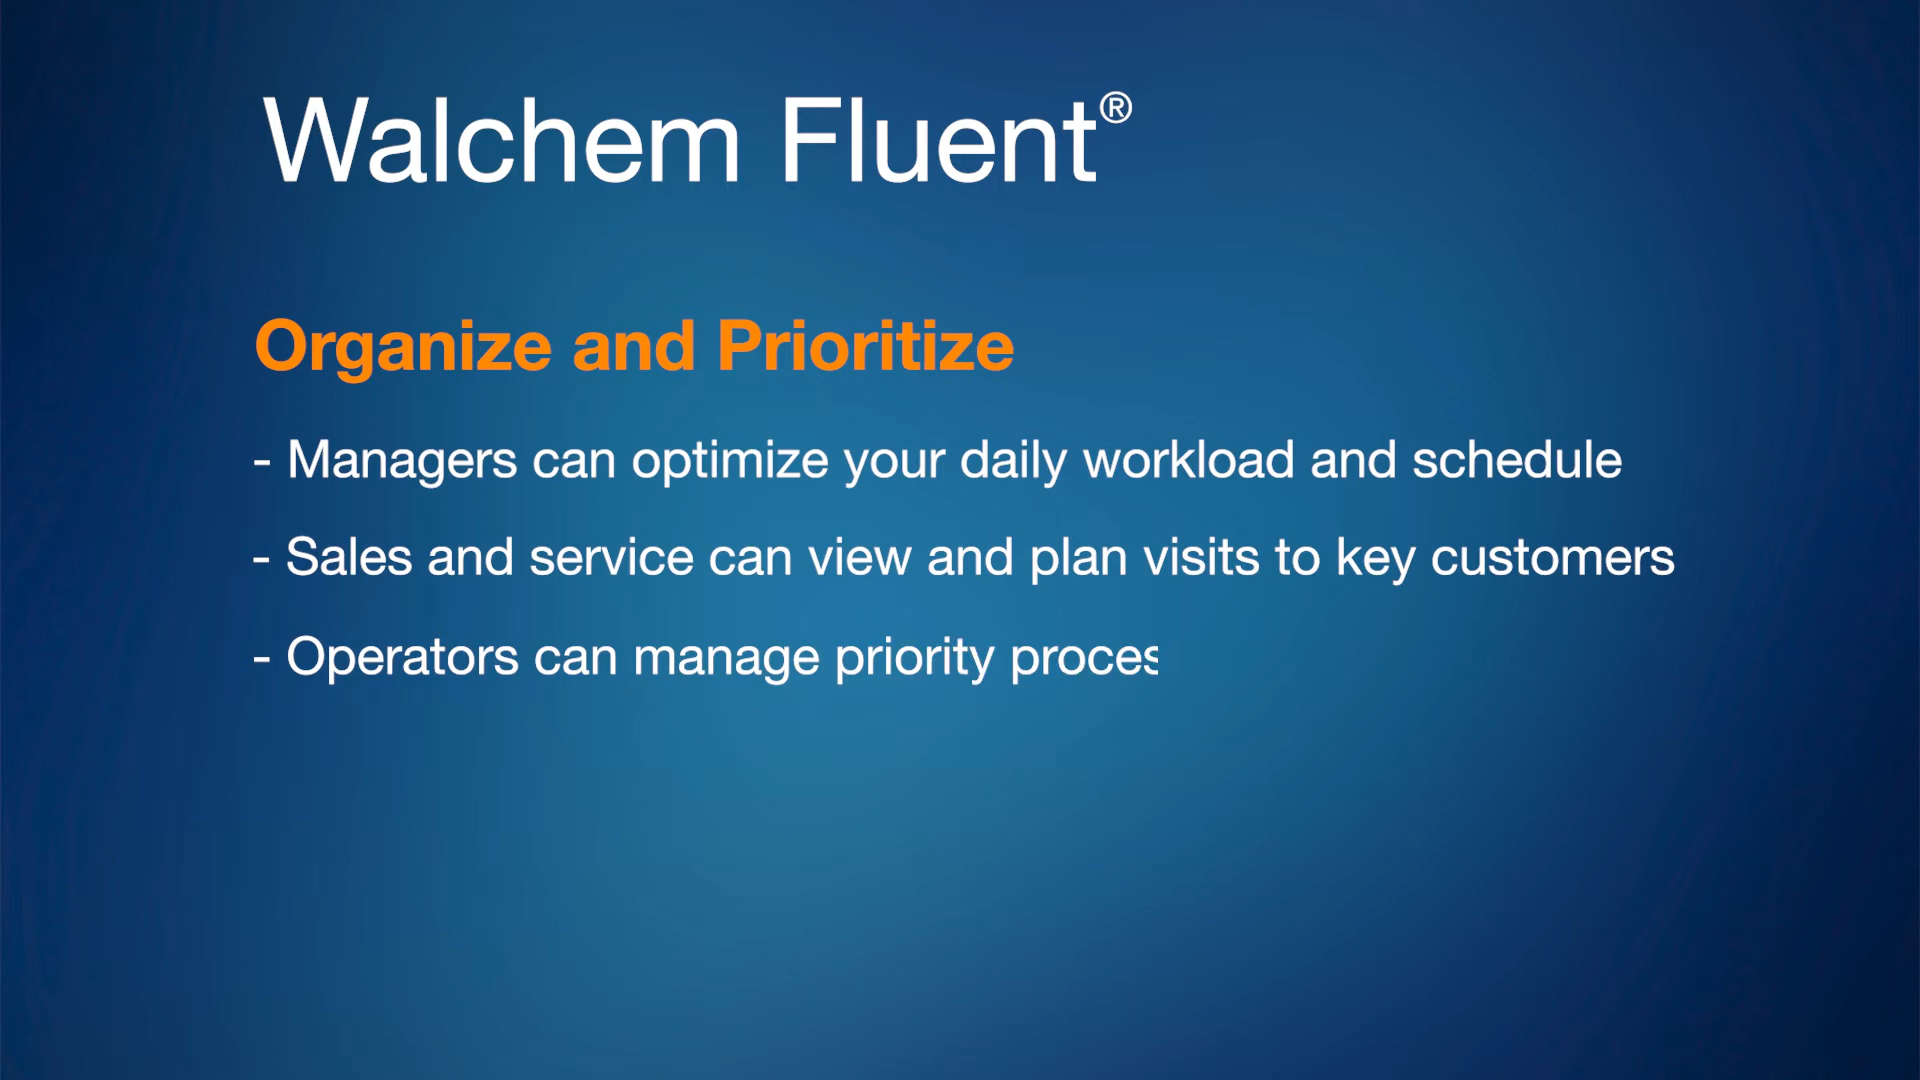 Walchem Fluent®
Organize and Prioritize
- Managers can optimize your daily workload and schedule
- Sales and service can view and plan visits to key customers
- Operators can manage priority proces